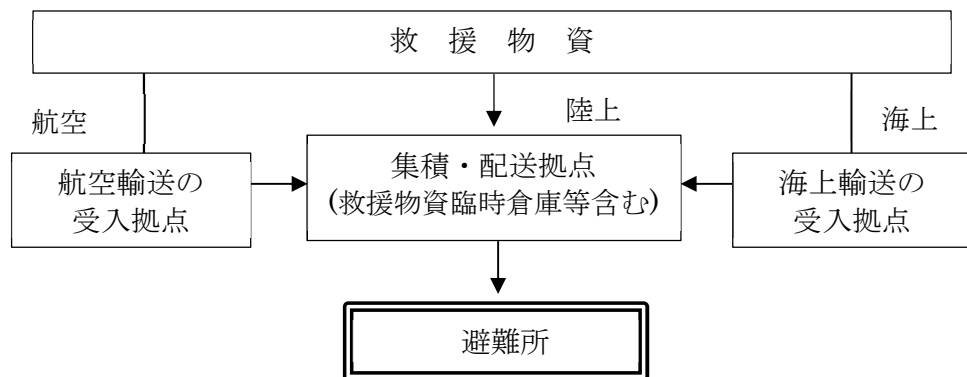 救 援 物 資
航空
陸上
海上
航空輸送の
受入拠点
集積・配送拠点
(救援物資臨時倉庫等含む)
海上輸送の
受入拠点
避難所